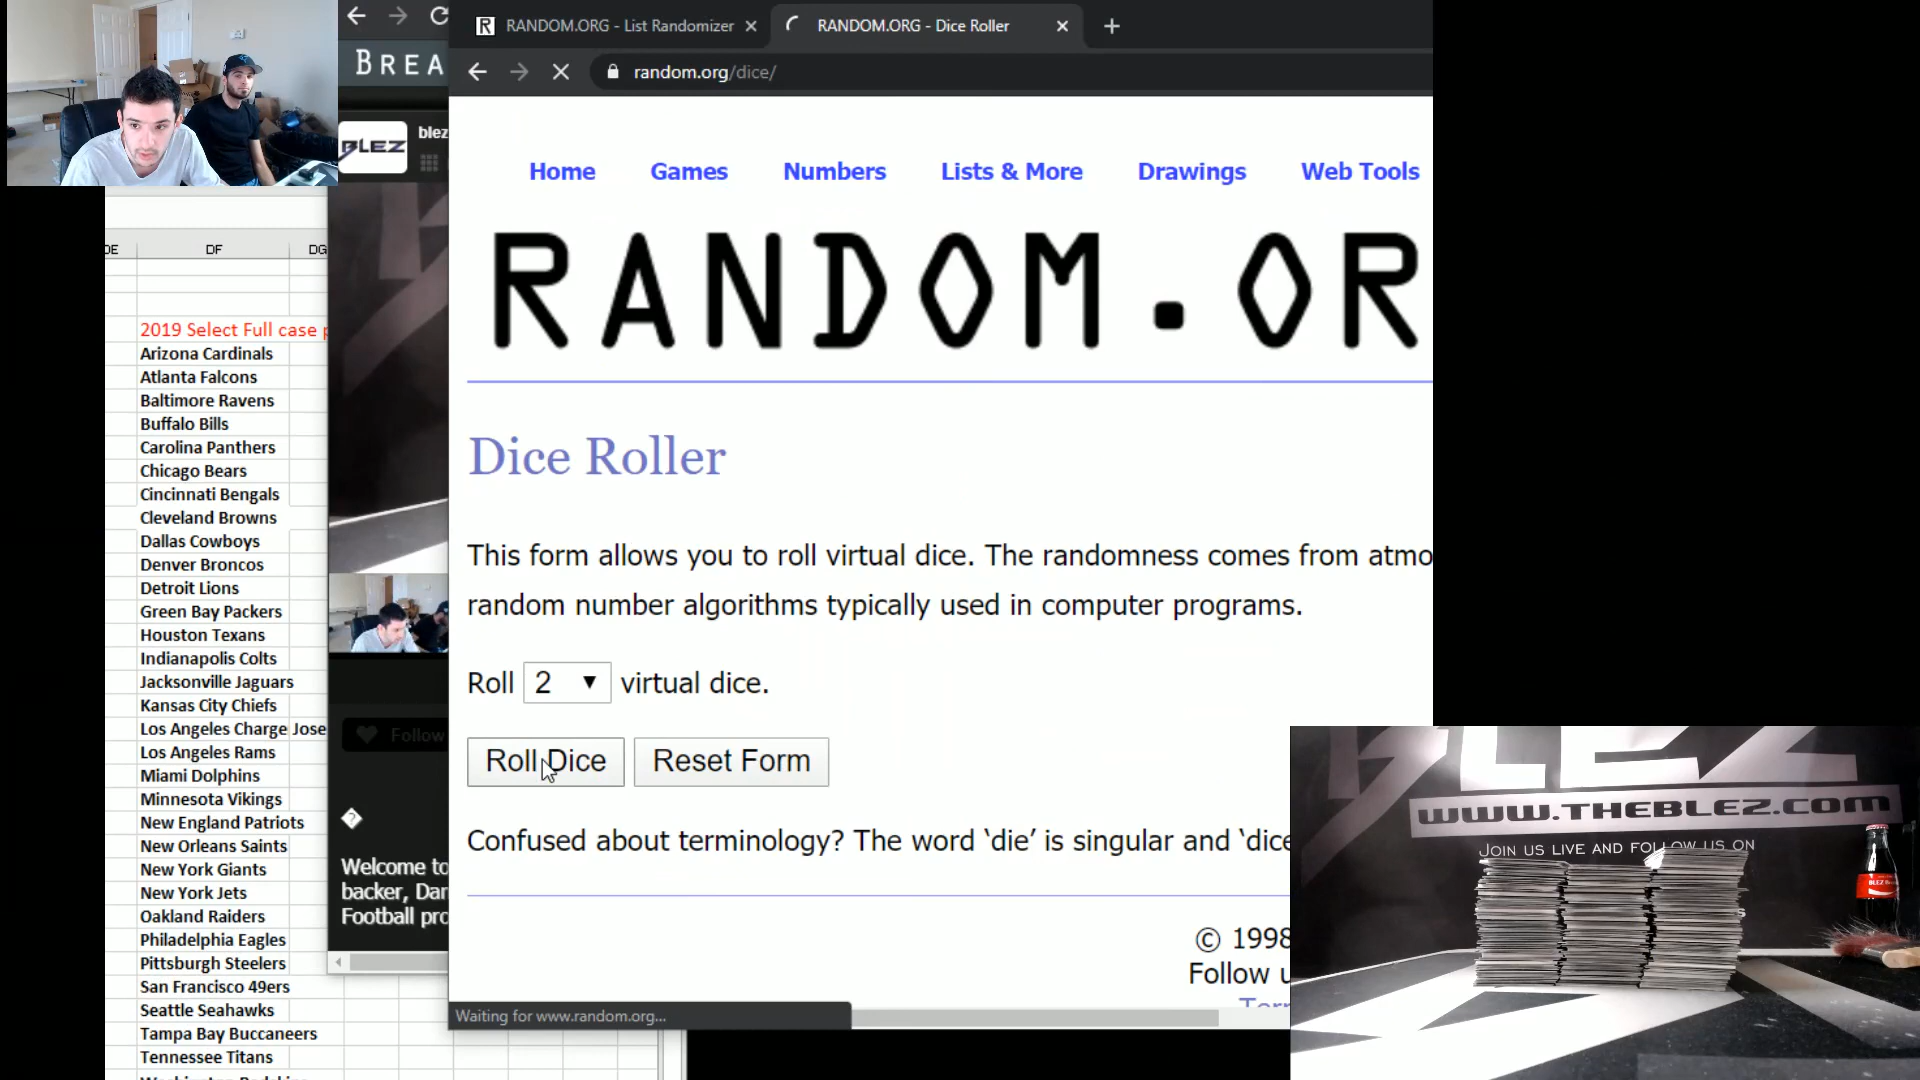 RANDOM.ORG - List Randomizer
RANDOM.ORG - Dice Roller
random.org/dice/
BREA
BLEZ
blez
Home Games Numbers Lists & More Drawings Web Tools
RANDOM.OR
Dice Roller
This form allows you to roll virtual dice. The randomness comes from atmo
random number algorithms typically used in computer programs.
Roll 2 virtual dice.
Roll Dice Reset Form
Confused about terminology? The word ‘die’ is singular and ‘dice
© 1998
Follow u
Waiting for www.random.org...
DE DF DG
2019 Select Full case p
Arizona Cardinals
Atlanta Falcons
Baltimore Ravens
Buffalo Bills
Carolina Panthers
Chicago Bears
Cincinnati Bengals
Cleveland Browns
Dallas Cowboys
Denver Broncos
Detroit Lions
Green Bay Packers
Houston Texans
Indianapolis Colts
Jacksonville Jaguars
Kansas City Chiefs
Los Angeles Charge Jose
Los Angeles Rams
Miami Dolphins
Minnesota Vikings
New England Patriots
New Orleans Saints
New York Giants
New York Jets
Oakland Raiders
Philadelphia Eagles
Pittsburgh Steelers
San Francisco 49ers
Seattle Seahawks
Tampa Bay Buccaneers
Tennessee Titans
Follow
Welcome to
backer, Dar
Football pro
BLEZ
WWW.THEBLEZ.COM
JOIN US LIVE AND FOLLOW US ON